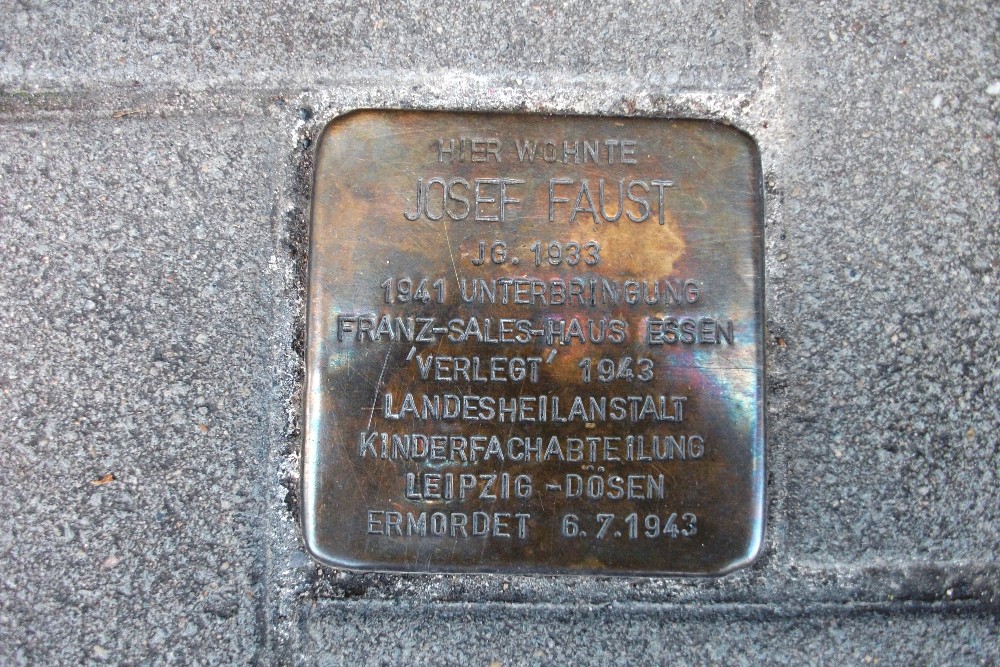 HIER WOHNTE
JOSEF FAUST
JG. 1933
1941 UNTERBRINGUNG
FRANZ-SALES-HAUS ESSEN
'VERLEGT' 1943
LANDESHEILANSTALT
KINDERFACHABTEILUNG
LEIPZIG-DÖSEN
ERMORDET 6.7.1943